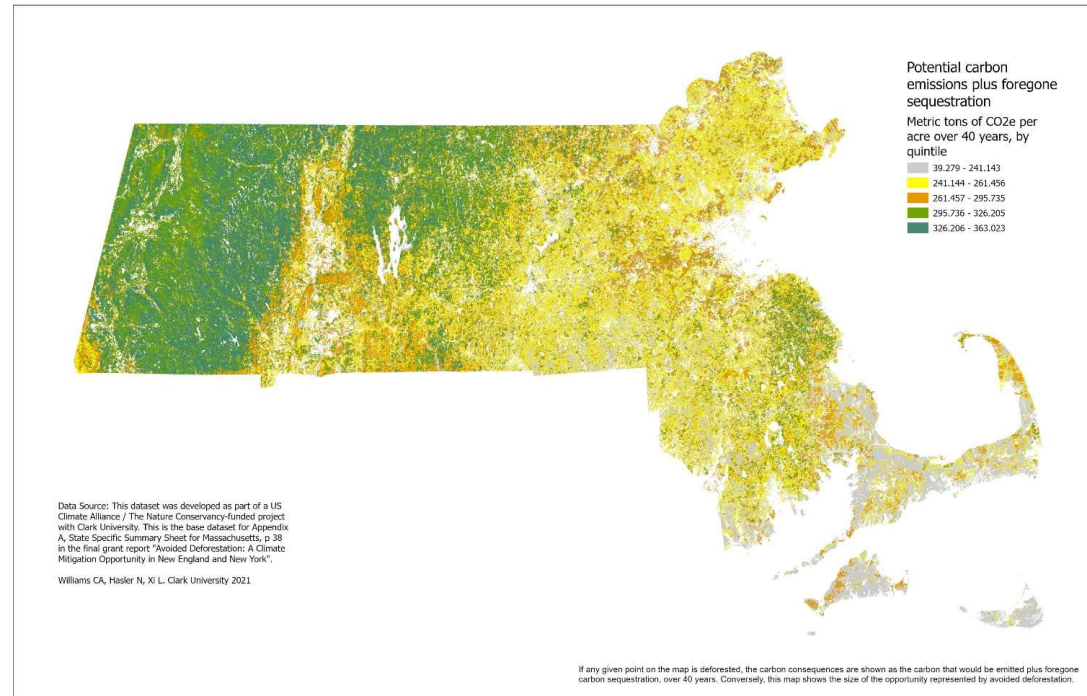 Potential carbon
emissions plus foregone
sequestration
Metric tons of CO2e per
acre over 40 years, by
quintile
39.279 - 241.143
241.144 - 261.456
261.457 - 295.735
295.736 - 326.205
326.206 - 363.023
Data Source: This dataset was developed as part of a US
Climate Alliance / The Nature Conservancy-funded project
with Clark University. This is the base dataset for Appendix
A, State Specific Summary Sheet for Massachusetts, p 38
in the final grant report "Avoided Deforestation: A Climate
Mitigation Opportunity in New England and New York".
Williams CA, Hasler N, Xi L. Clark University 2021
If any given point on the map is deforested, the carbon consequences are shown as the carbon that would be emitted plus foregone
carbon sequestration, over 40 years. Conversely, this map shows the size of the opportunity represented by avoided deforestation.